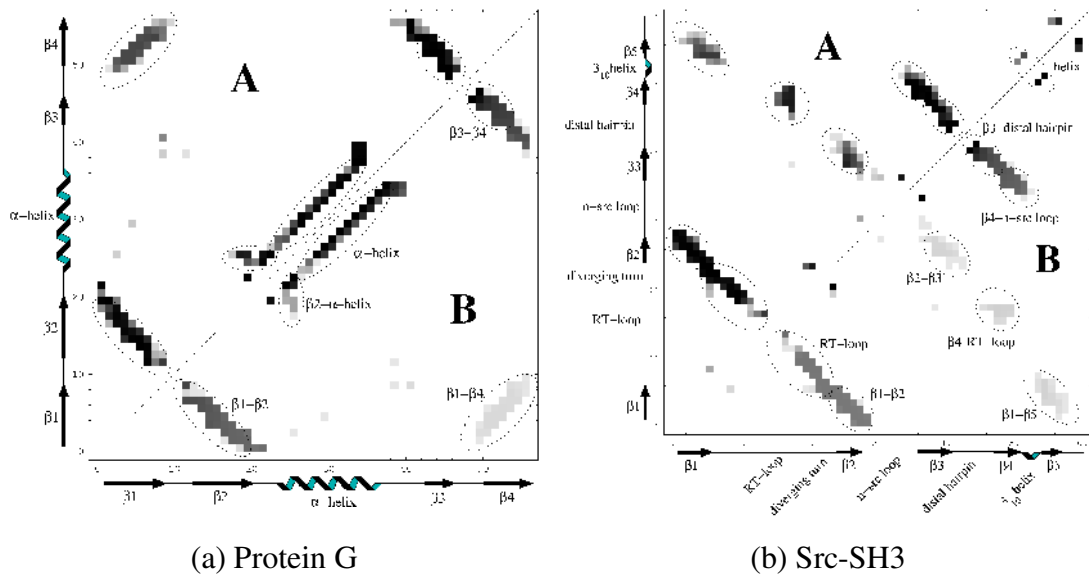 A
B
β3−β4
α−helix
β2−α−helix
β1−β2
β1−β4
β4
β3
α−helix
β2
β1
β1
β2
α−helix
β3
β4
(a) Protein G
A
B
helix
β3−distal hairpin
β4−n−src loop
β2−β3
β4 RT−loop
RT−loop
β1−β2
β1−β5
β5
3₁₀helix
β4
distal hairpin
β3
n−src loop
β2
diverging turn
RT−loop
β1
β1
RT−loop
diverging turn
β2
n−src loop
β3
distal hairpin
β4
3₁₀helix
(b) Src-SH3